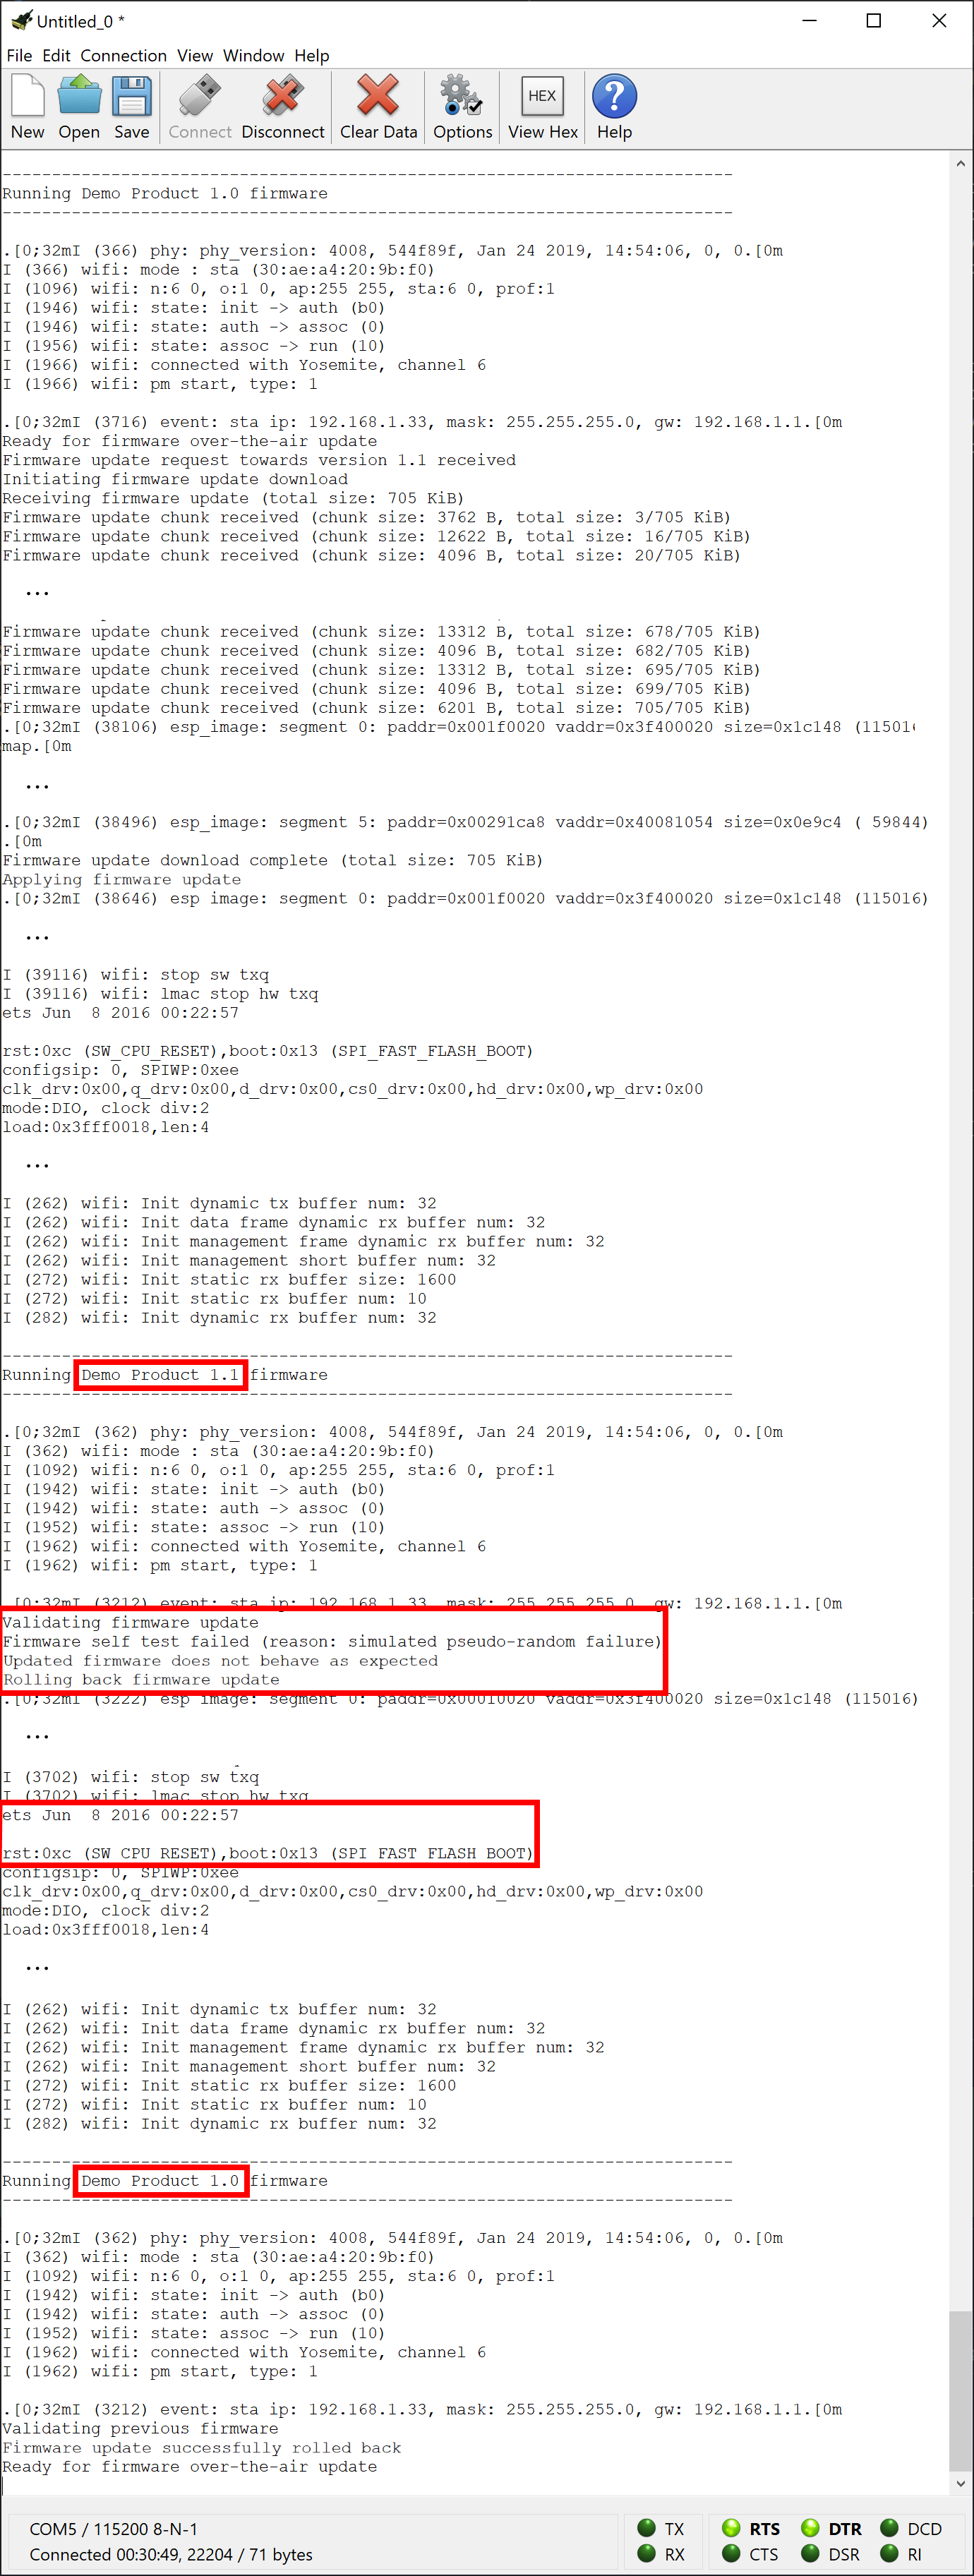 Untitled_0 *
File Edit Connection View Window Help
New Open Save Connect Disconnect Clear Data Options HEX View Hex ? Help
--------------------------------------------------------------------------
Running Demo Product 1.0 firmware
--------------------------------------------------------------------------
.[0;32mI (366) phy: phy_version: 4008, 544f89f, Jan 24 2019, 14:54:06, 0, 0.[0m
I (366) wifi: mode : sta (30:ae:a4:20:9b:f0)
I (1096) wifi: n:6 0, o:1 0, ap:255 255, sta:6 0, prof:1
I (1946) wifi: state: init -> auth (b0)
I (1946) wifi: state: auth -> assoc (0)
I (1956) wifi: state: assoc -> run (10)
I (1966) wifi: connected with Yosemite, channel 6
I (1966) wifi: pm start, type: 1
.[0;32mI (3716) event: sta ip: 192.168.1.33, mask: 255.255.255.0, gw: 192.168.1.1.[0m
Ready for firmware over-the-air update
Firmware update request towards version 1.1 received
Initiating firmware update download
Receiving firmware update (total size: 705 KiB)
Firmware update chunk received (chunk size: 3762 B, total size: 3/705 KiB)
Firmware update chunk received (chunk size: 12622 B, total size: 16/705 KiB)
Firmware update chunk received (chunk size: 4096 B, total size: 20/705 KiB)
...
Firmware update chunk received (chunk size: 13312 B, total size: 678/705 KiB)
Firmware update chunk received (chunk size: 4096 B, total size: 682/705 KiB)
Firmware update chunk received (chunk size: 13312 B, total size: 695/705 KiB)
Firmware update chunk received (chunk size: 4096 B, total size: 699/705 KiB)
Firmware update chunk received (chunk size: 6201 B, total size: 705/705 KiB)
.[0;32mI (38106) esp_image: segment 0: paddr=0x001f0020 vaddr=0x3f400020 size=0x1c148 (11501
map.[0m
...
.[0;32mI (38496) esp_image: segment 5: paddr=0x00291ca8 vaddr=0x40081054 size=0x0e9c4 ( 59844)
.[0m
Firmware update download complete (total size: 705 KiB)
Applying firmware update
.[0;32mI (38646) esp image: segment 0: paddr=0x001f0020 vaddr=0x3f400020 size=0x1c148 (115016)
...
I (39116) wifi: stop sw txq
I (39116) wifi: lmac stop hw txq
ets Jun  8 2016 00:22:57
rst:0xc (SW_CPU_RESET),boot:0x13 (SPI_FAST_FLASH_BOOT)
configsip: 0, SPIWP:0xee
clk_drv:0x00,q_drv:0x00,d_drv:0x00,cs0_drv:0x00,hd_drv:0x00,wp_drv:0x00
mode:DIO, clock div:2
load:0x3fff0018,len:4
...
I (262) wifi: Init dynamic tx buffer num: 32
I (262) wifi: Init data frame dynamic rx buffer num: 32
I (262) wifi: Init management frame dynamic rx buffer num: 32
I (262) wifi: Init management short buffer num: 32
I (272) wifi: Init static rx buffer size: 1600
I (272) wifi: Init static rx buffer num: 10
I (282) wifi: Init dynamic rx buffer num: 32
--------------------------------------------------------------------------
Running Demo Product 1.1 firmware
--------------------------------------------------------------------------
.[0;32mI (362) phy: phy_version: 4008, 544f89f, Jan 24 2019, 14:54:06, 0, 0.[0m
I (362) wifi: mode : sta (30:ae:a4:20:9b:f0)
I (1092) wifi: n:6 0, o:1 0, ap:255 255, sta:6 0, prof:1
I (1942) wifi: state: init -> auth (b0)
I (1942) wifi: state: auth -> assoc (0)
I (1952) wifi: state: assoc -> run (10)
I (1962) wifi: connected with Yosemite, channel 6
I (1962) wifi: pm start, type: 1
.[0;32mI (3212) event: sta ip: 192.168.1.33, mask: 255.255.255.0, gw: 192.168.1.1.[0m
Validating firmware update
Firmware self test failed (reason: simulated pseudo-random failure)
Updated firmware does not behave as expected
Rolling back firmware update
.[0;32mI (3222) esp image: segment 0: paddr=0x00010020 vaddr=0x3f400020 size=0x1c148 (115016)
...
I (3702) wifi: stop sw txq
I (3702) wifi: lmac stop hw txq
ets Jun  8 2016 00:22:57
rst:0xc (SW CPU RESET),boot:0x13 (SPI FAST FLASH BOOT)
configsip: 0, SPIWP:0xee
clk_drv:0x00,q_drv:0x00,d_drv:0x00,cs0_drv:0x00,hd_drv:0x00,wp_drv:0x00
mode:DIO, clock div:2
load:0x3fff0018,len:4
...
I (262) wifi: Init dynamic tx buffer num: 32
I (262) wifi: Init data frame dynamic rx buffer num: 32
I (262) wifi: Init management frame dynamic rx buffer num: 32
I (262) wifi: Init management short buffer num: 32
I (272) wifi: Init static rx buffer size: 1600
I (272) wifi: Init static rx buffer num: 10
I (282) wifi: Init dynamic rx buffer num: 32
--------------------------------------------------------------------------
Running Demo Product 1.0 firmware
--------------------------------------------------------------------------
.[0;32mI (362) phy: phy_version: 4008, 544f89f, Jan 24 2019, 14:54:06, 0, 0.[0m
I (362) wifi: mode : sta (30:ae:a4:20:9b:f0)
I (1092) wifi: n:6 0, o:1 0, ap:255 255, sta:6 0, prof:1
I (1942) wifi: state: init -> auth (b0)
I (1942) wifi: state: auth -> assoc (0)
I (1952) wifi: state: assoc -> run (10)
I (1962) wifi: connected with Yosemite, channel 6
I (1962) wifi: pm start, type: 1
.[0;32mI (3212) event: sta ip: 192.168.1.33, mask: 255.255.255.0, gw: 192.168.1.1.[0m
Validating previous firmware
Firmware update successfully rolled back
Ready for firmware over-the-air update
COM5 / 115200 8-N-1 TX RTS DTR DCD
Connected 00:30:49, 22204 / 71 bytes RX CTS DSR RI